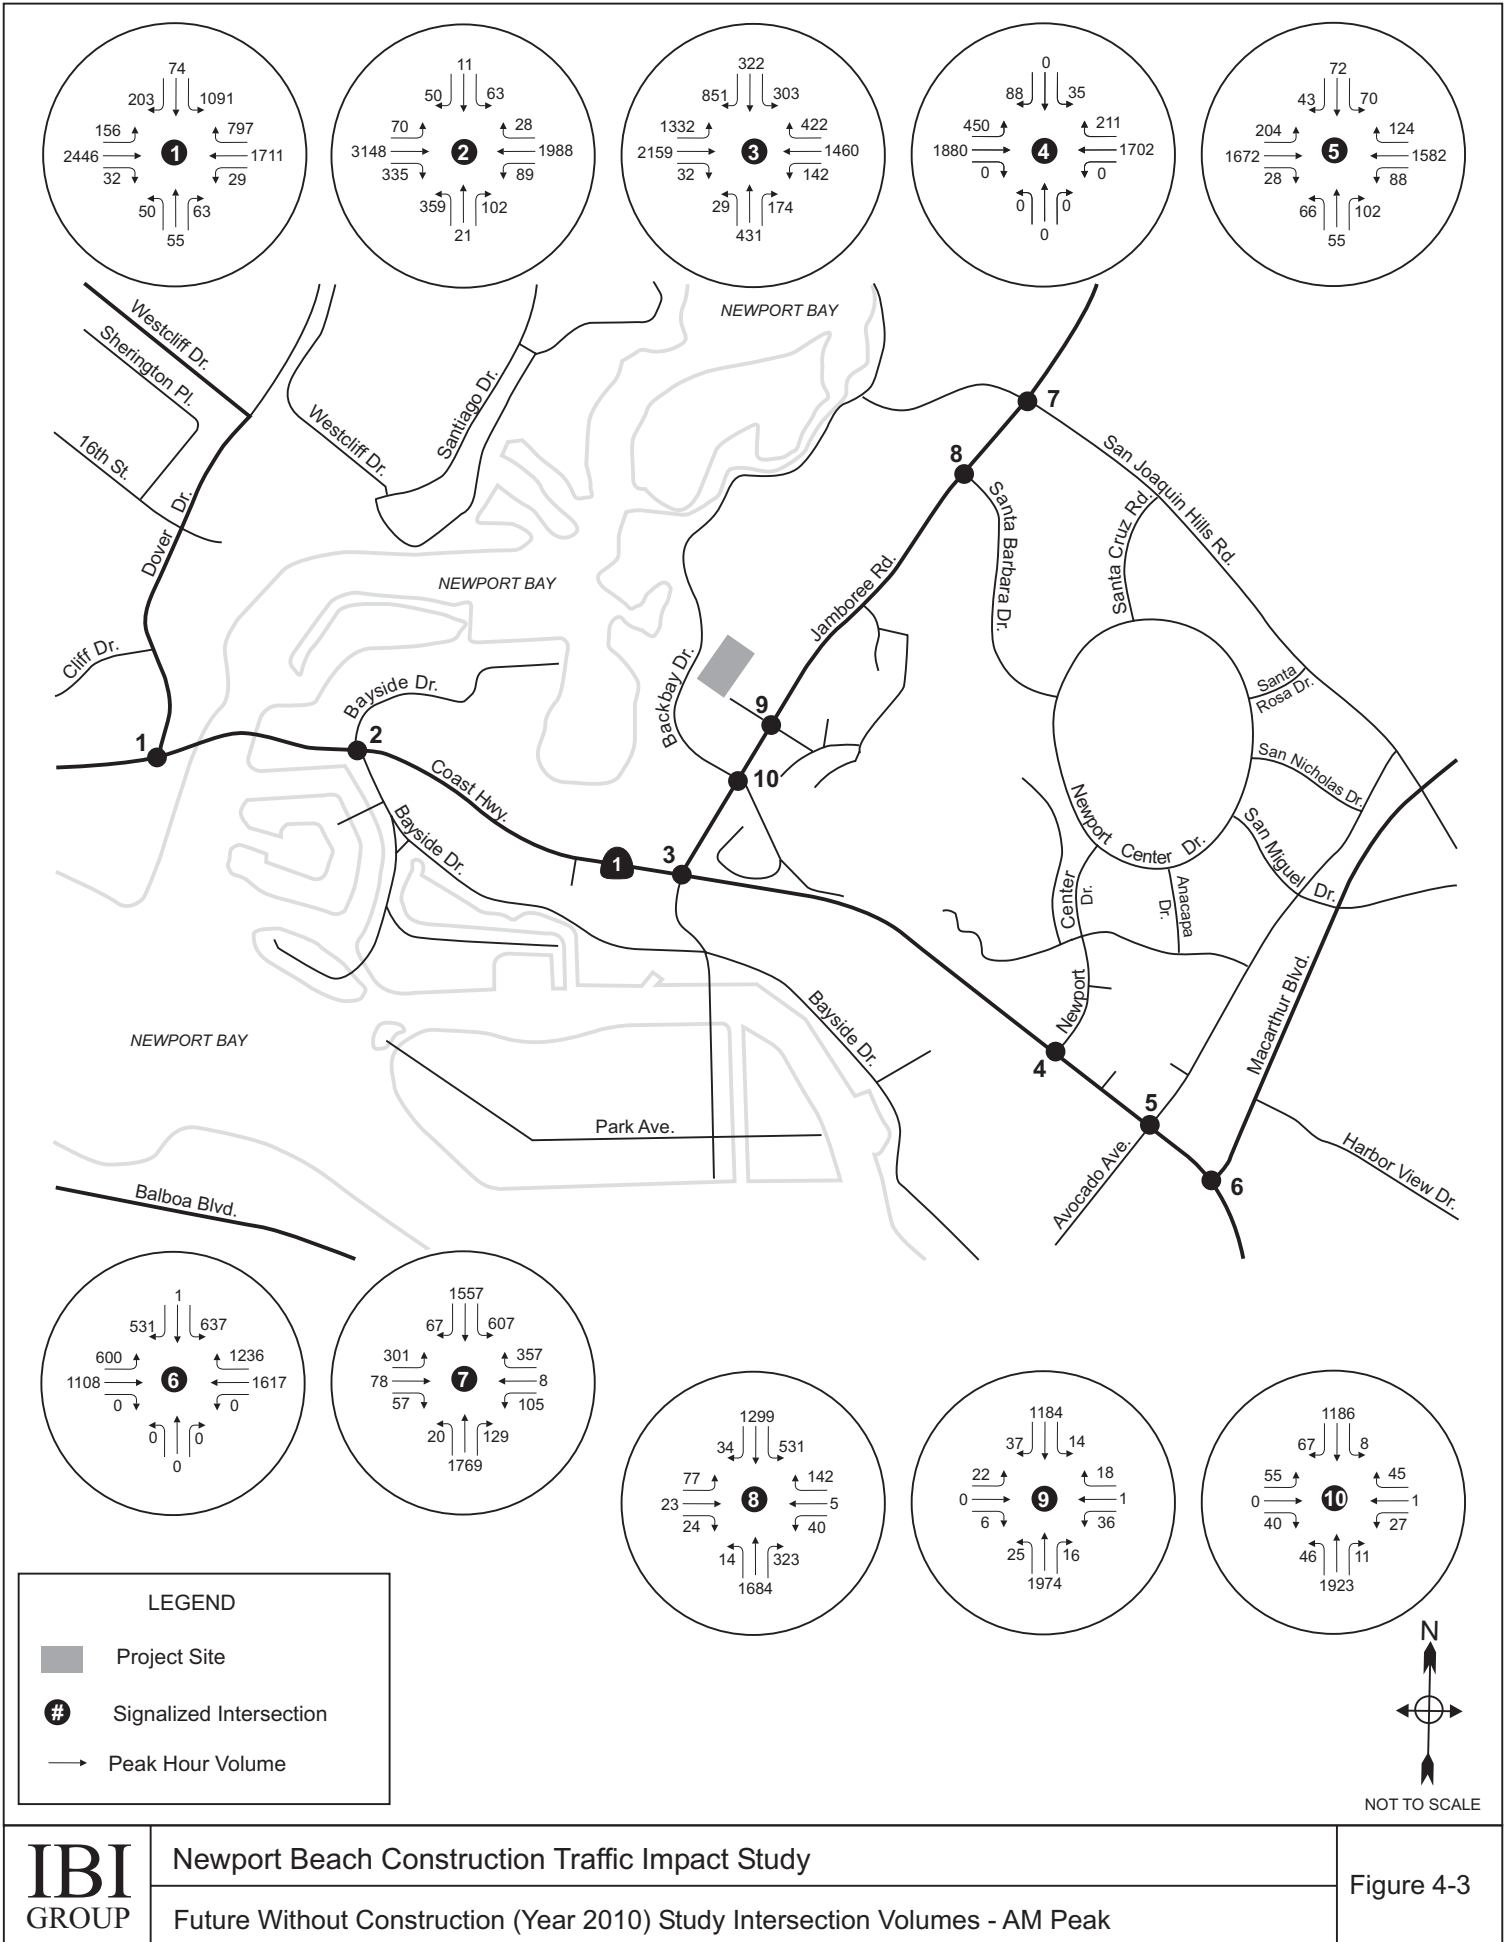 74
203 1091
156 797
2446 1 1711
32 29
50 63
55
11
50 63
70 28
3148 2 1988
335 89
359 102
21
322
851 303
1332 422
2159 3 1460
32 142
29 174
431
0
88 35
450 211
1880 4 1702
0 0
0 0
0
72
43 70
204 124
1672 5 1582
28 88
66 102
55
NEWPORT BAY
Westcliff Dr.
Sherington Pl.
16th St.
Dover Dr.
Westcliff Dr.
Santiago Dr.
7
8
San Joaquin Hills Rd.
Santa Cruz Rd.
Santa Barbara Dr.
NEWPORT BAY
Jamboree Rd.
Cliff Dr.
Bayside Dr.
Backbay Dr.
Santa
Rosa Dr.
1
2
9
10
Coast Hwy.
San Nicholas Dr.
Newport Center Dr.
San Miguel Dr.
Bayside Dr.
1
3
Center
Dr.
Anacapa
Dr.
Newport
Macarthur Blvd.
NEWPORT BAY
Bayside Dr.
4
5
Park Ave.
Avocado Ave.
Harbor View Dr.
6
Balboa Blvd.
1
531 637
600 1236
1108 6 1617
0 0
0 0
0
1557
67 607
301 357
78 7 8
57 105
20 129
1769
1299
34 531
77 142
23 8 5
24 40
14 323
1684
1184
37 14
22 18
0 9 1
6 36
25 16
1974
1186
67 8
55 45
0 10 1
40 27
46 11
1923
LEGEND
Project Site
# Signalized Intersection
Peak Hour Volume
N
NOT TO SCALE
IBI
GROUP
Newport Beach Construction Traffic Impact Study
Future Without Construction (Year 2010) Study Intersection Volumes - AM Peak
Figure 4-3